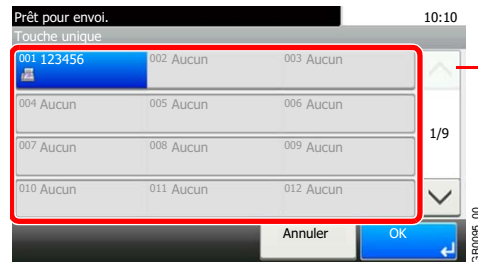 Prêt pour envoi. 10:10
Touche unique
001 123456 002 Aucun 003 Aucun
004 Aucun 005 Aucun 006 Aucun
1/9
007 Aucun 008 Aucun 009 Aucun
010 Aucun 011 Aucun 012 Aucun
Annuler OK
GB0095_00